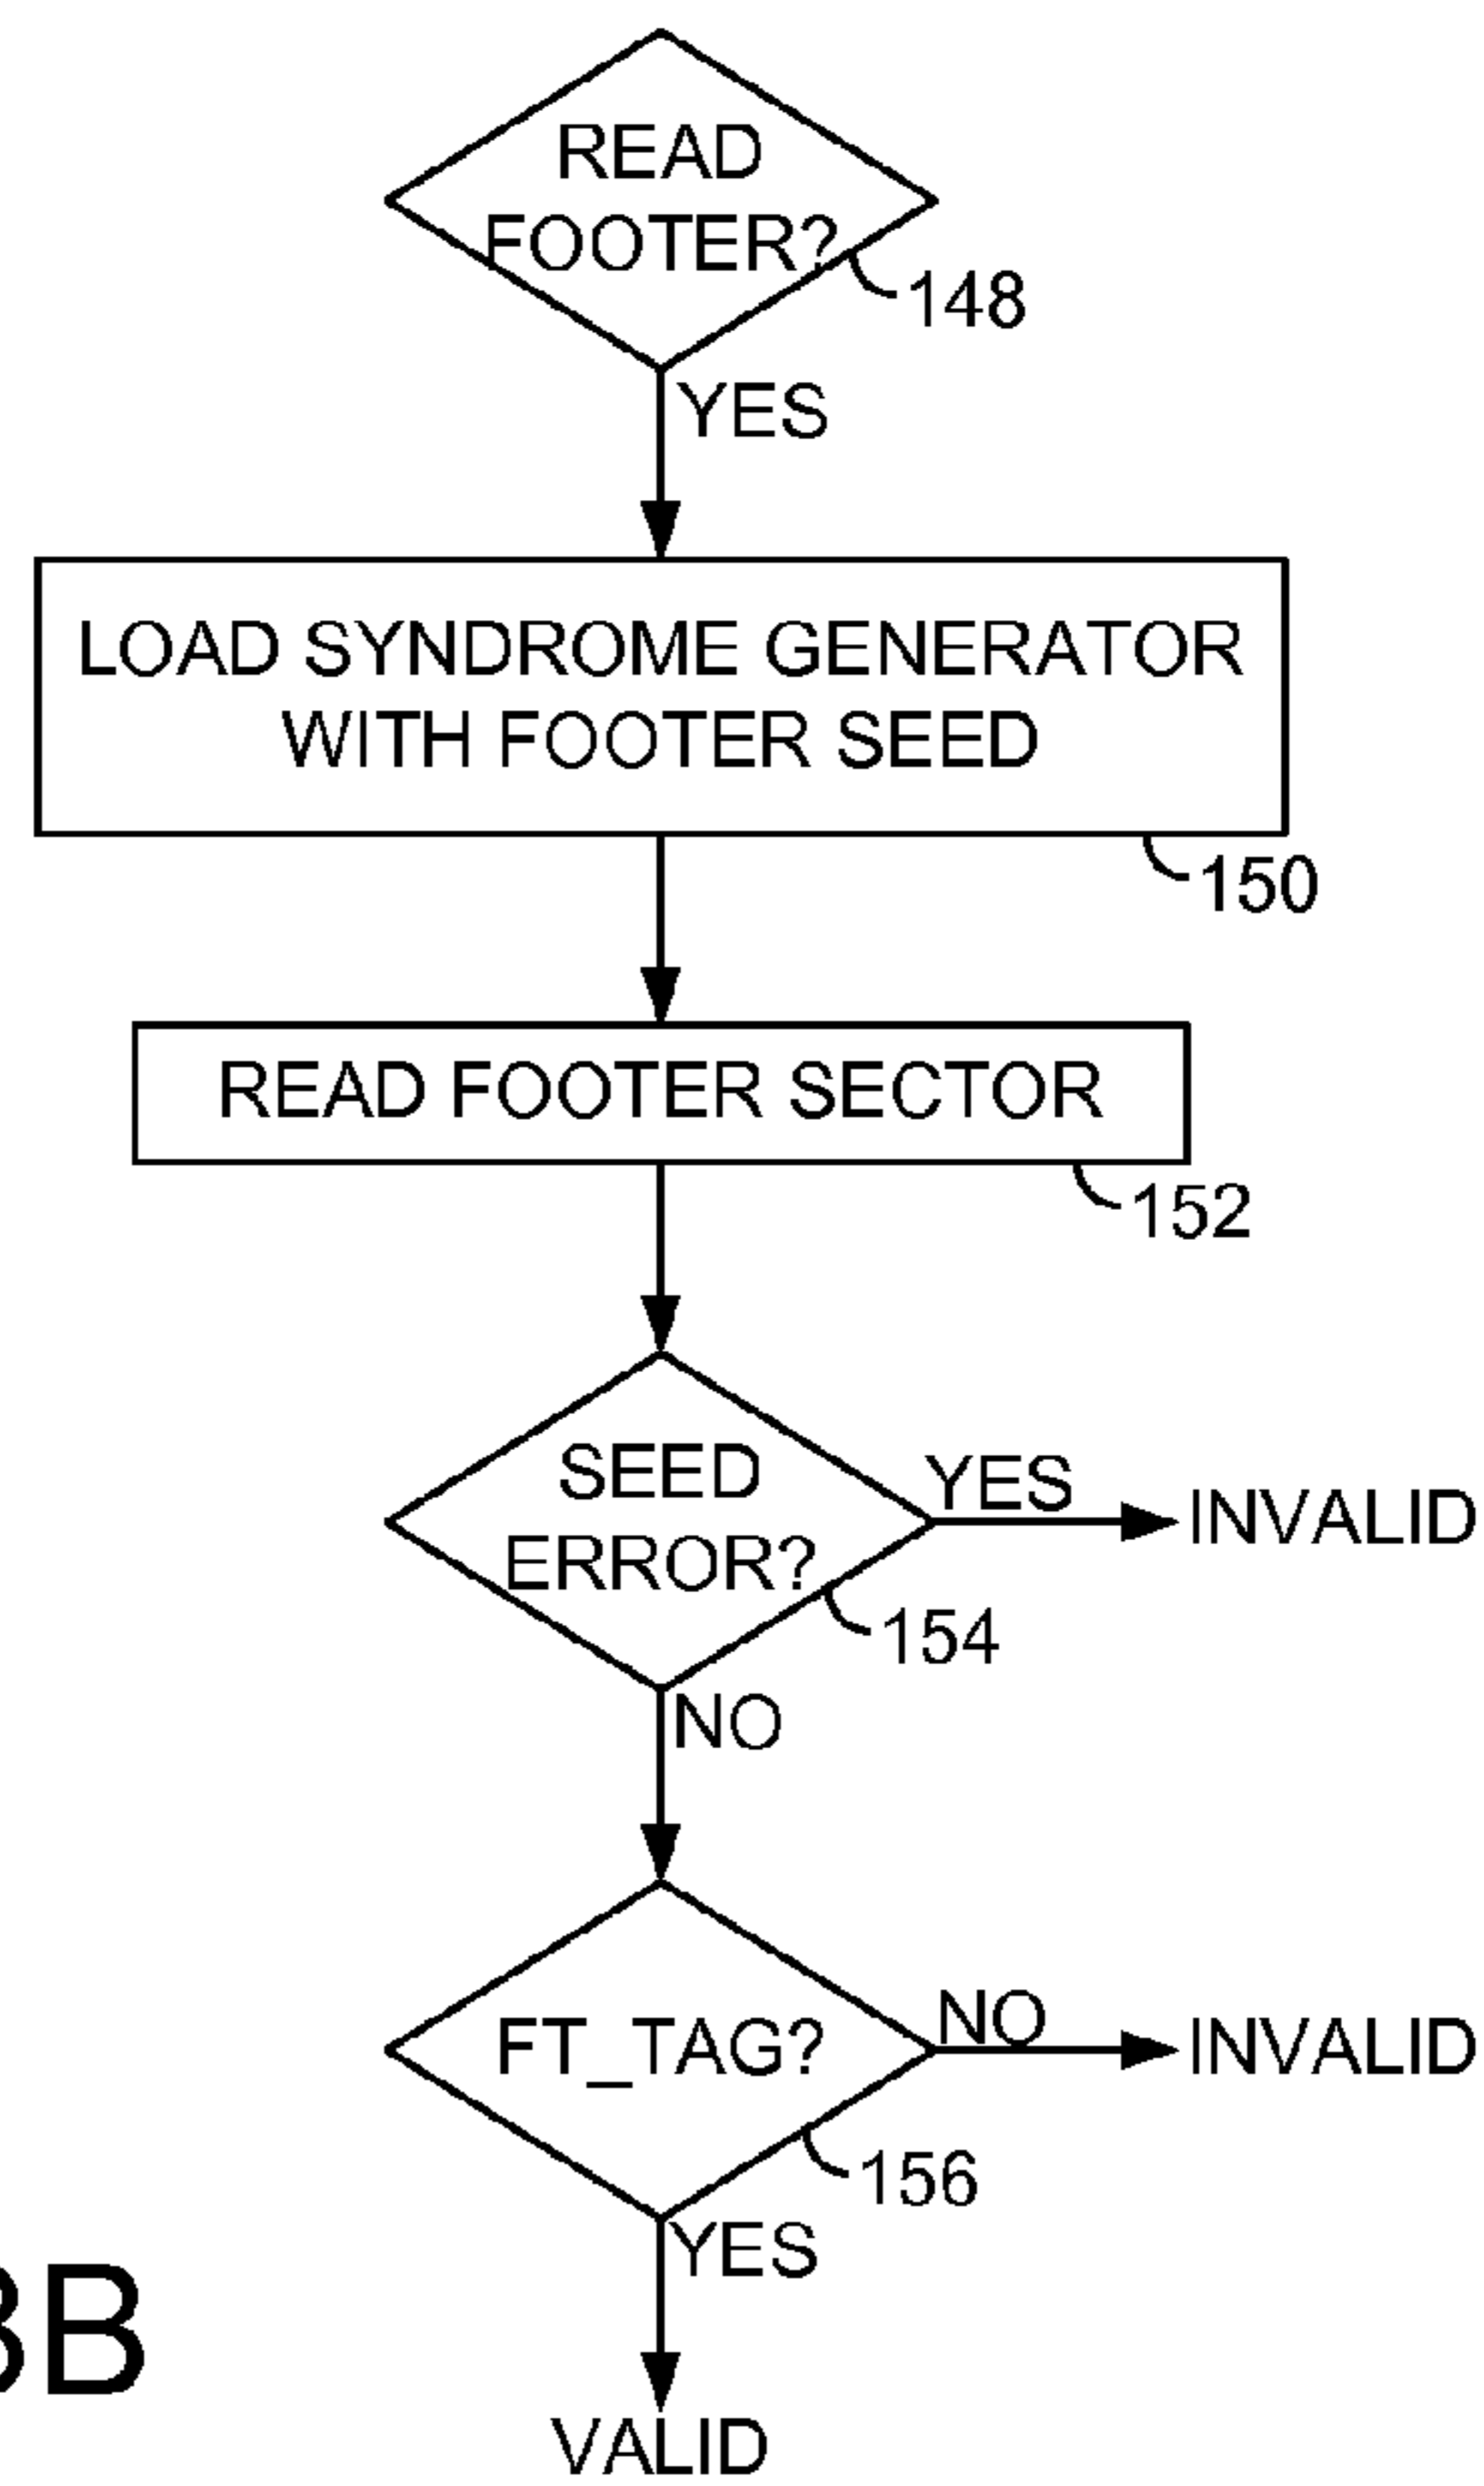 READ
FOOTER?
148
YES
LOAD SYNDROME GENERATOR
WITH FOOTER SEED
150
READ FOOTER SECTOR
152
SEED
ERROR?
YES
INVALID
154
NO
FT_TAG?
NO
INVALID
156
YES
VALID
B